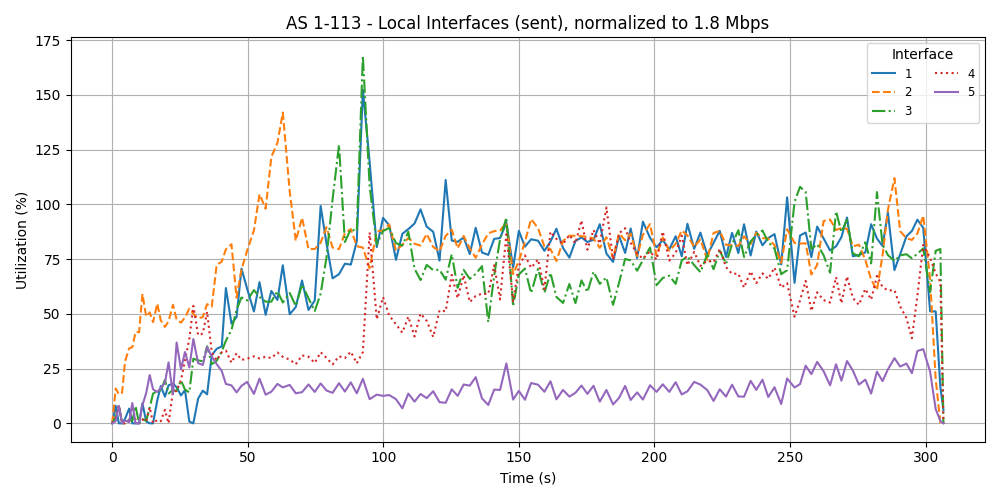 AS 1-113 - Local Interfaces (sent), normalized to 1.8 Mbps
Utilization (%)
175
150
125
100
75
50
25
0
0 50 100 150 200 250 300
Time (s)
Interface
1 4
2 5
3